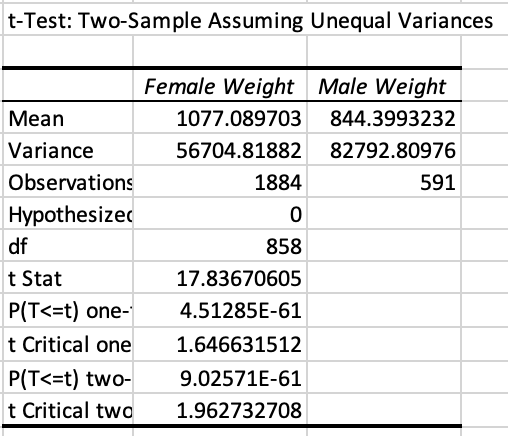 t-Test: Two-Sample Assuming Unequal Variances
Female Weight Male Weight
Mean 1077.089703 844.3993232
Variance 56704.81882 82792.80976
Observations 1884 591
Hypothesized 0
df 858
t Stat 17.83670605
P(T<=t) one- 4.51285E-61
t Critical one 1.646631512
P(T<=t) two- 9.02571E-61
t Critical two 1.962732708